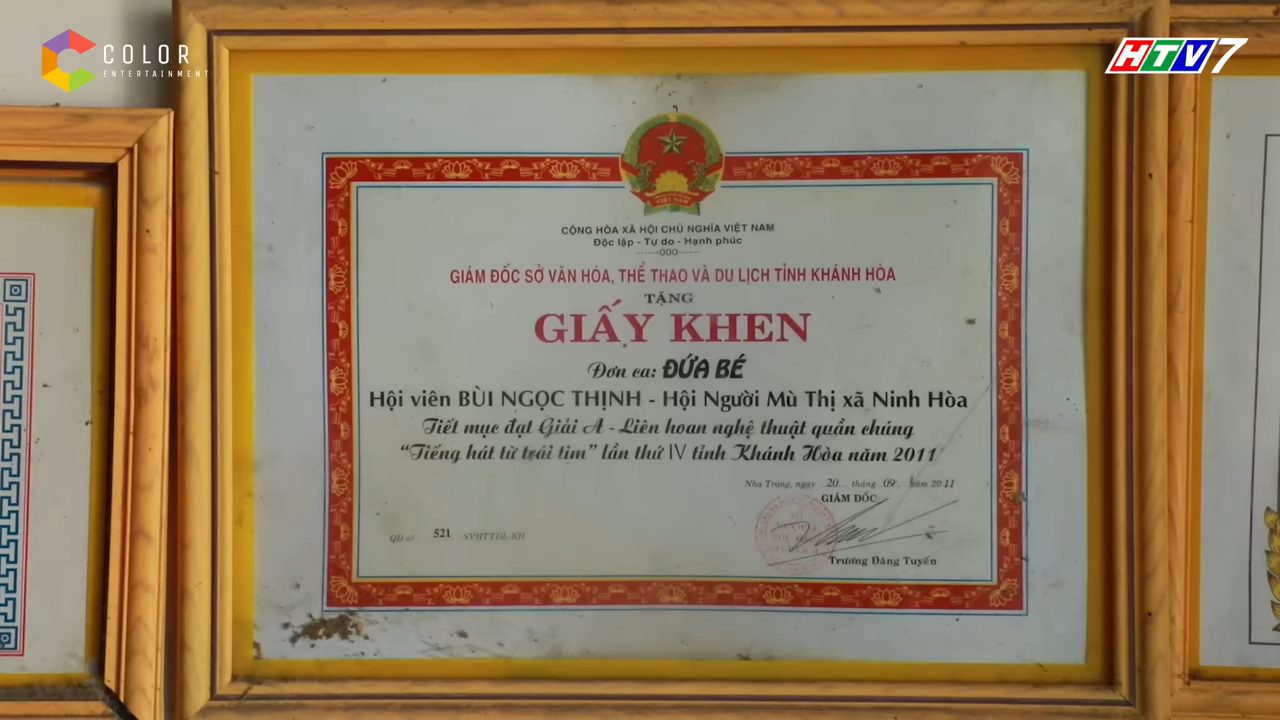 COLOR
ENTERTAINMENT
HTV7
VIỆT NAM
CỘNG HÒA XÃ HỘI CHỦ NGHĨA VIỆT NAM
Độc lập - Tự do - Hạnh phúc
------ooo------
GIÁM ĐỐC SỞ VĂN HÓA, THỂ THAO VÀ DU LỊCH TỈNH KHÁNH HÒA
TẶNG
GIẤY KHEN
Đơn ca: ĐỨA BÉ
Hội viên BÙI NGỌC THỊNH - Hội Người Mù Thị xã Ninh Hòa
Tiết mục đạt Giải A - Liên hoan nghệ thuật quần chúng
“Tiếng hát từ trái tim” lần thứ IV tỉnh Khánh Hòa năm 2011
Nha Trang, ngày 20 tháng 09 năm 2011
GIÁM ĐỐC
QĐ số 521 /SVHTTDL-KH
Trương Đăng Tuyến